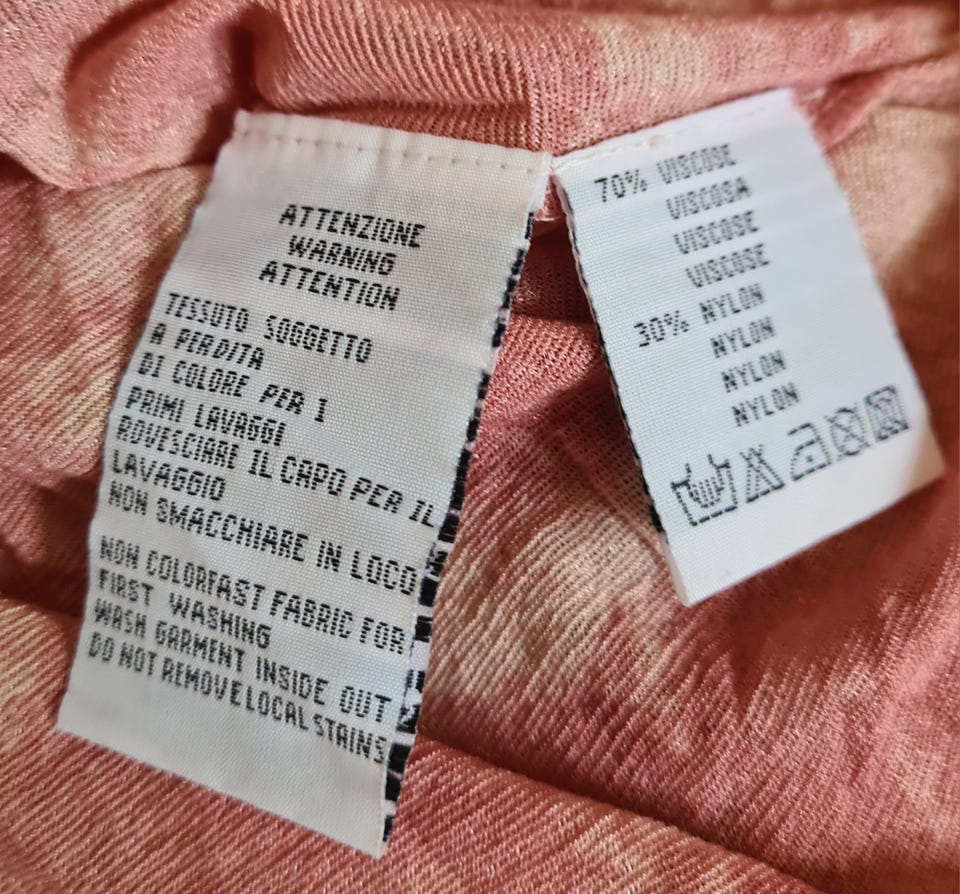 ATTENZIONE
WARNING
ATTENTION
TESSUTO SOGGETTO
A PERDITA
DI COLORE PER I
PRIMI LAVAGGI
ROVESCIARE IL CAPO PER IL
LAVAGGIO
NON SMACCHIARE IN LOCO
NON COLORFAST FABRIC FOR
FIRST WASHING
WASH GARMENT INSIDE OUT
DO NOT REMOVE LOCAL STAINS
70% VISCOSE
VISCOSA
VISCOSE
VISCOSE
30% NYLON
NYLON
NYLON
NYLON